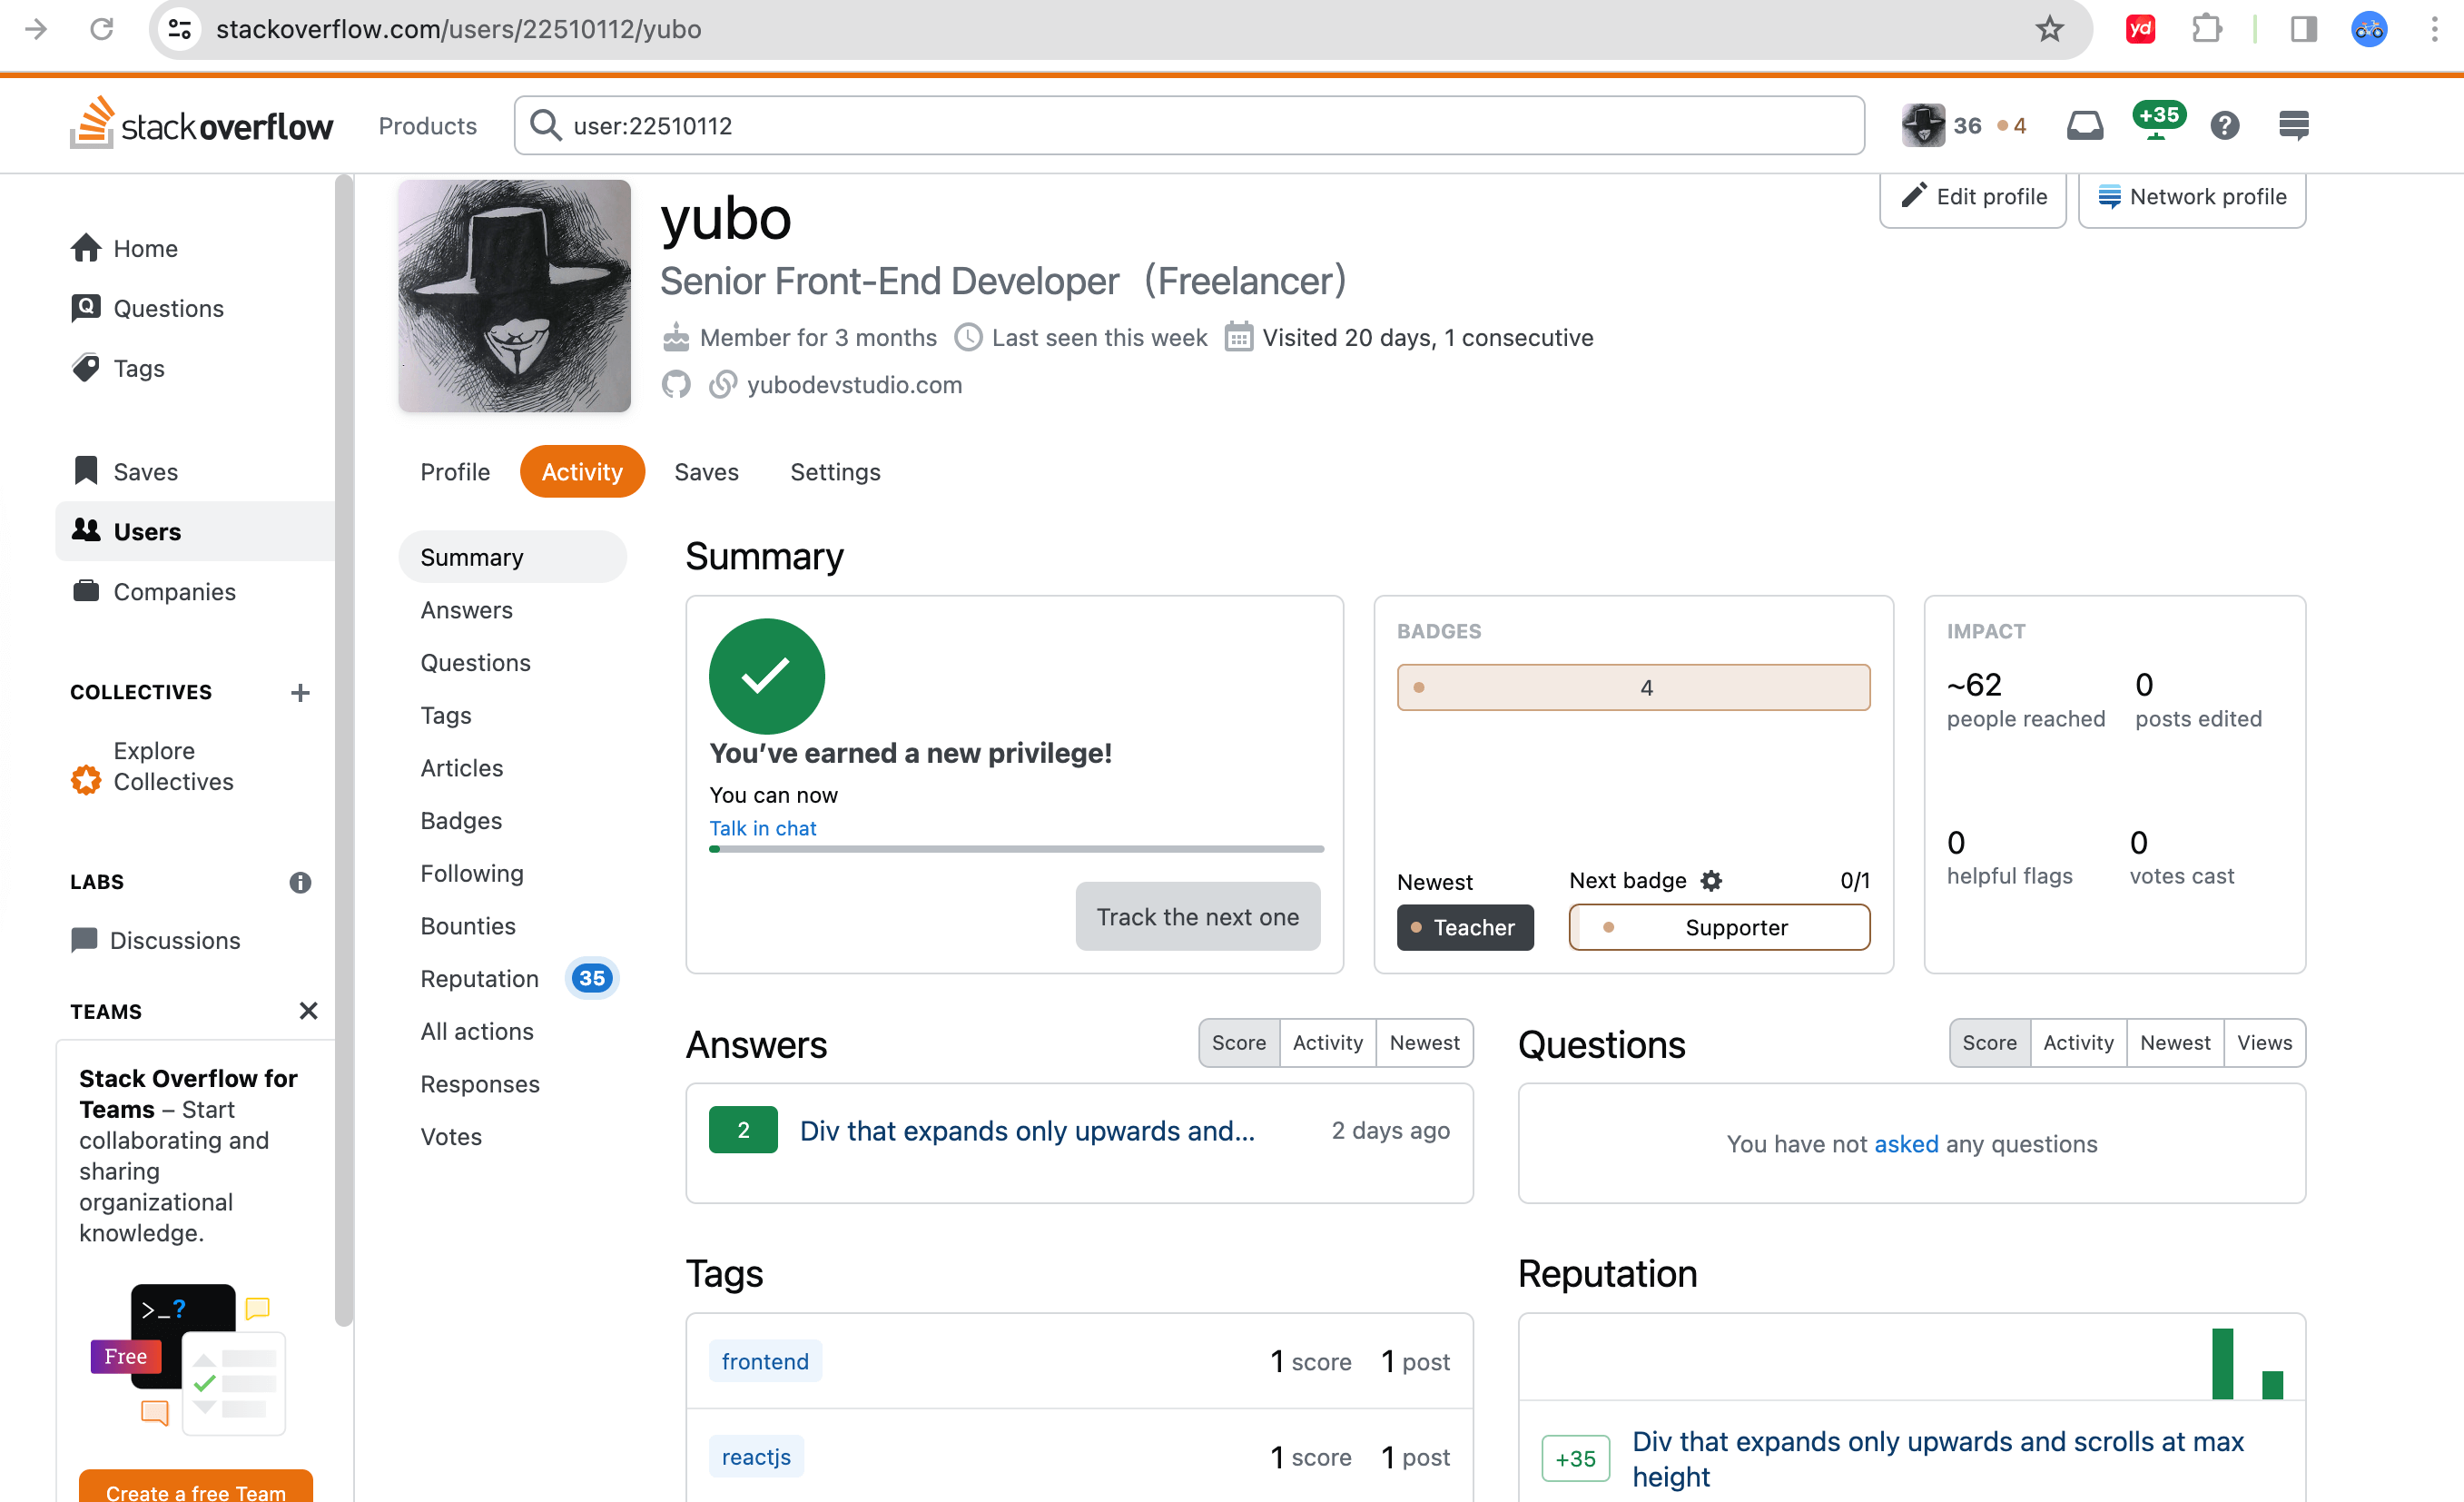 stackoverflow.com/users/22510112/yubo
yd
stackoverflow
Products
user:22510112
36
4
+35
?
yubo
Edit profile
Network profile
Senior Front-End Developer（Freelancer）
Member for 3 months
Last seen this week
Visited 20 days, 1 consecutive
yubodevstudio.com
Home
Q
Questions
Tags
Saves
Users
Companies
COLLECTIVES
+
Explore
Collectives
LABS
i
Discussions
TEAMS
Stack Overflow for
Teams – Start
collaborating and
sharing
organizational
knowledge.
>_?
Free
Create a free Team
Profile
Activity
Saves
Settings
Summary
Answers
Questions
Tags
Articles
Badges
Following
Bounties
Reputation 35
All actions
Responses
Votes
Summary
You’ve earned a new privilege!
You can now
Talk in chat
Track the next one
BADGES
4
Newest
Teacher
Next badge
0/1
Supporter
IMPACT
~62
people reached
0
posts edited
0
helpful flags
0
votes cast
Answers
Score Activity Newest
2 Div that expands only upwards and... 2 days ago
Questions
Score Activity Newest Views
You have not asked any questions
Tags
frontend 1 score 1 post
reactjs 1 score 1 post
Reputation
+35
Div that expands only upwards and scrolls at max
height